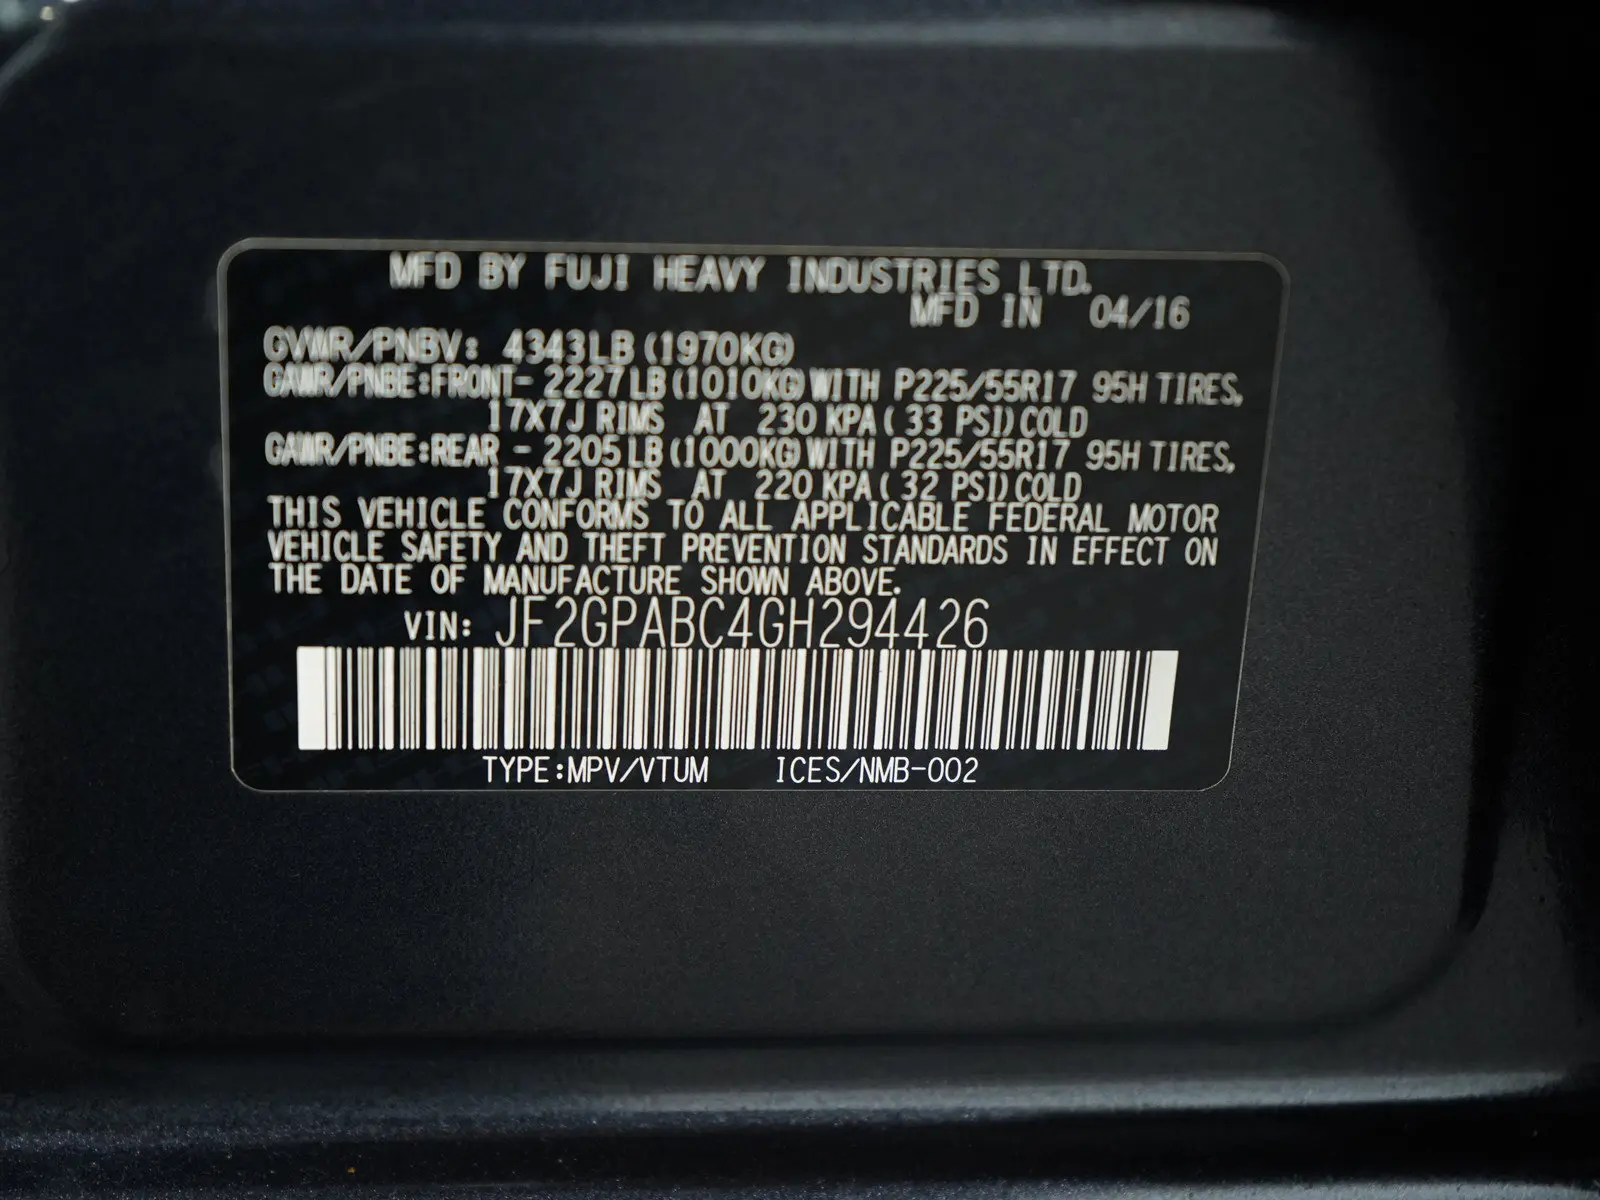 MFD BY FUJI HEAVY INDUSTRIES LTD.
MFD IN 04/16
GVWR/PNBV: 4343LB (1970KG)
GAWR/PNBE:FRONT- 2227LB(1010KG)WITH P225/55R17 95H TIRES,
17X7J RIMS AT 230 KPA( 33 PSI)COLD
GAWR/PNBE:REAR - 2205LB(1000KG)WITH P225/55R17 95H TIRES,
17X7J RIMS AT 220 KPA( 32 PSI)COLD
THIS VEHICLE CONFORMS TO ALL APPLICABLE FEDERAL MOTOR
VEHICLE SAFETY AND THEFT PREVENTION STANDARDS IN EFFECT ON
THE DATE OF MANUFACTURE SHOWN ABOVE.
VIN: JF2GPABC4GH294426
TYPE:MPV/VTUM ICES/NMB-002